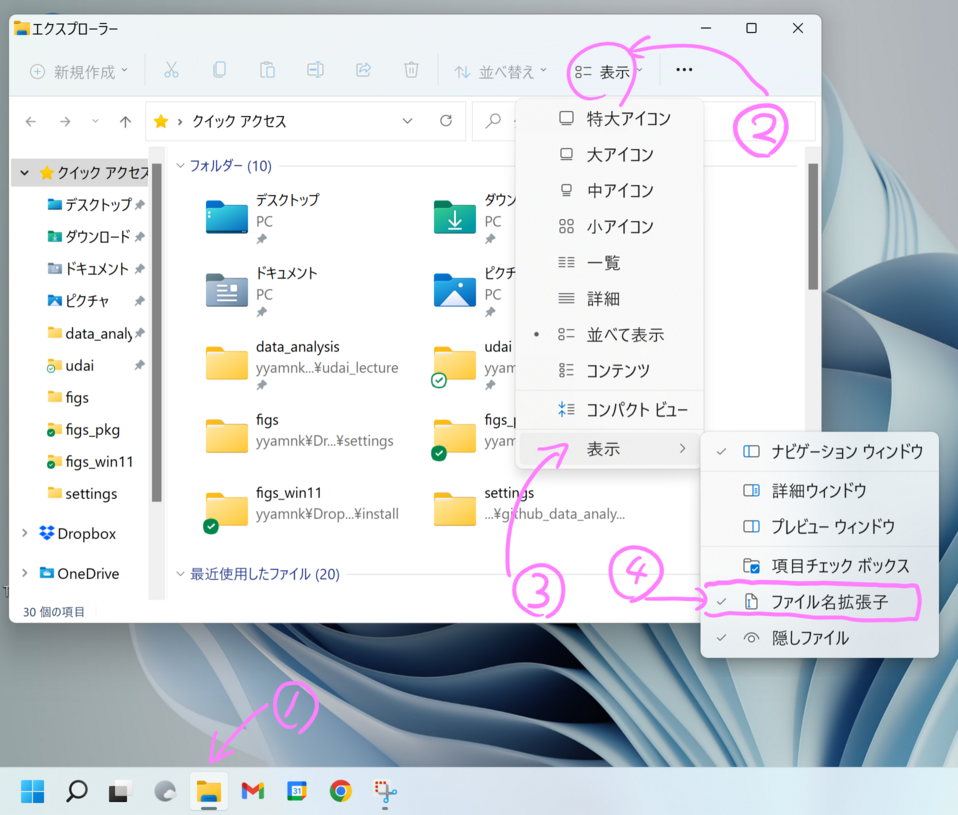 エクスプローラー
新規作成
並べ替え
表示
②
クイック アクセス
クイック アクセス
デスクトップ
ダウンロード
ドキュメント
ピクチャ
data_analy
udai
figs
figs_pkg
figs_win11
settings
Dropbox
OneDrive
30 個の項目
フォルダー (10)
デスクトップ
PC
ダウン
PC
ドキュメント
PC
ピクチ
PC
data_analysis
yyamnk...¥udai_lecture
udai
yyam
figs
yyamnk¥Dr...¥settings
figs_
yyam
figs_win11
yyamnk¥Drop...¥install
settings
...¥github_data_analy...
最近使用したファイル (20)
特大アイコン
大アイコン
中アイコン
小アイコン
一覧
詳細
並べて表示
コンテンツ
コンパクト ビュー
表示
③
ナビゲーション ウィンドウ
詳細ウィンドウ
プレビュー ウィンドウ
項目チェック ボックス
④
ファイル名拡張子
隠しファイル
①
31